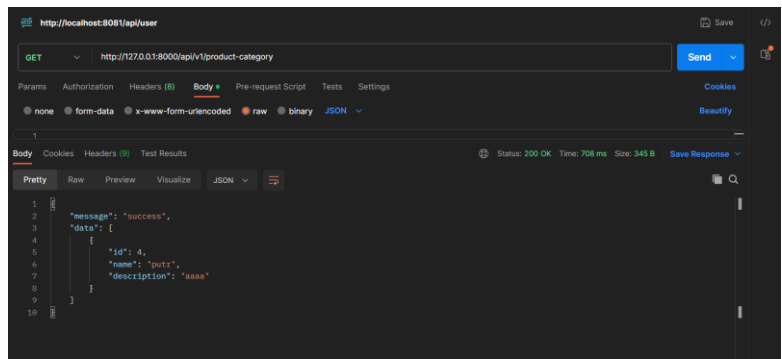 http://localhost:8081/api/user Save
GET http://127.0.0.1:8000/api/v1/product-category Send
Params Authorization Headers (8) Body Pre-request Script Tests Settings Cookies
none form-data x-www-form-urlencoded raw binary JSON Beautify
1
Body Cookies Headers (9) Test Results Status: 200 OK Time: 708 ms Size: 345 B Save Response
Pretty Raw Preview Visualize JSON
1 {
2 "message": "success",
3 "data": [
4 {
5 "id": 4,
6 "name": "putr",
7 "description": "aaaa"
8 }
9 ]
10 }